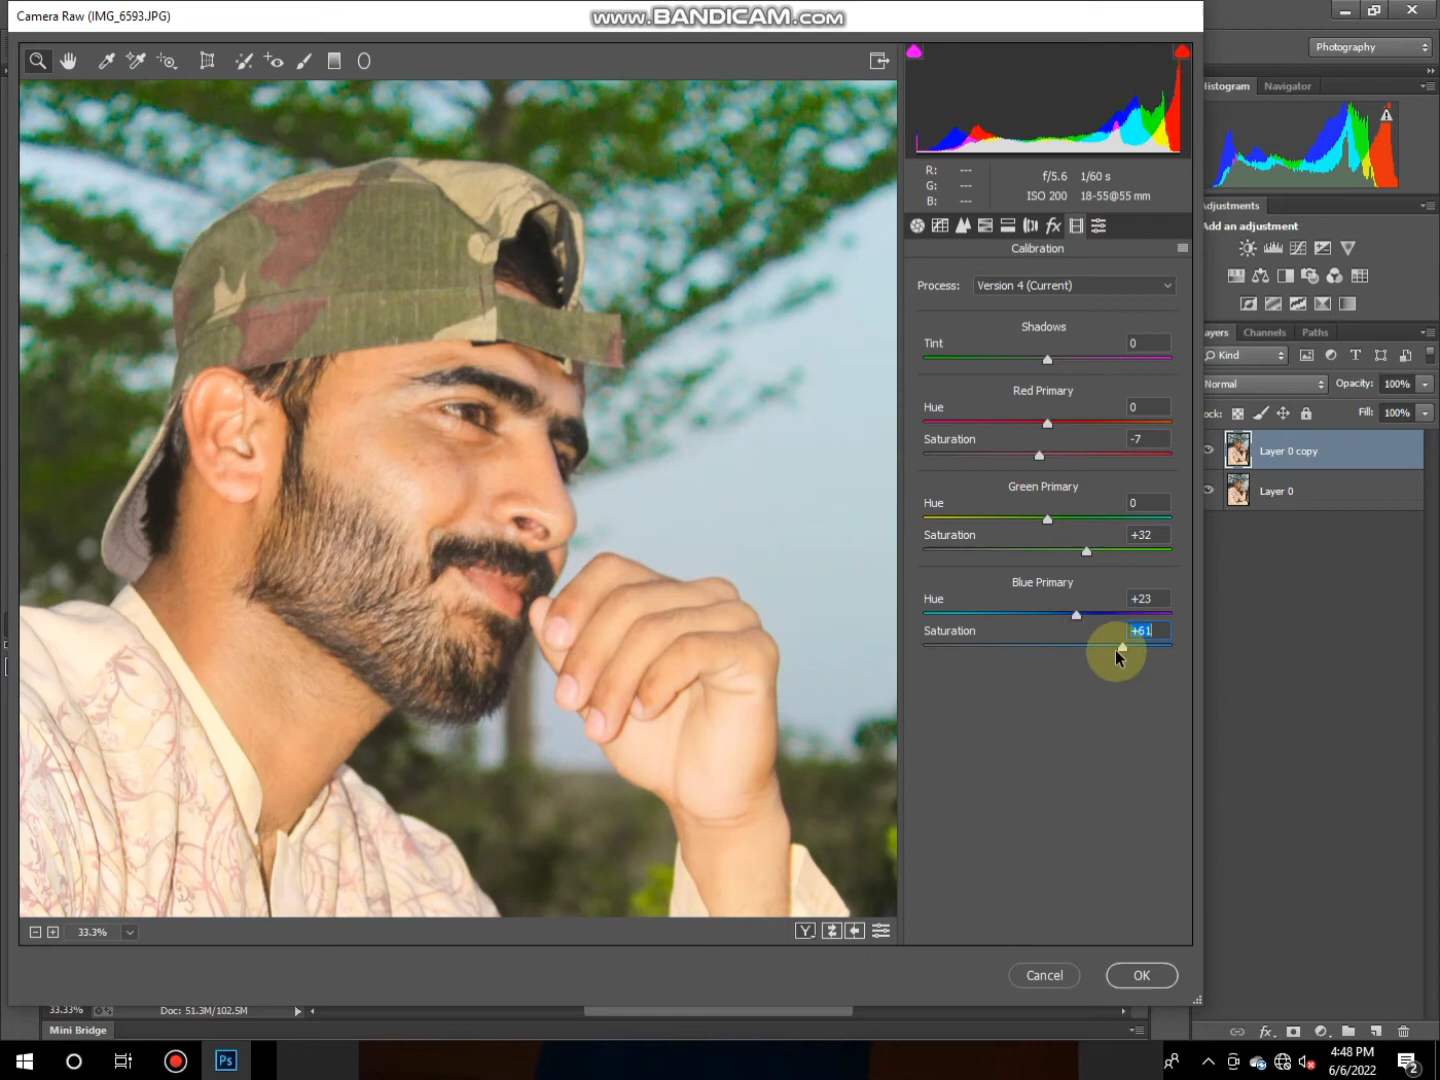 Camera Raw (IMG_6593.JPG)
www.BANDICAM.com
Photography
Histogram Navigator
R: ---
G: ---
B: ---
f/5.6 1/60 s
ISO 200 18-55@55 mm
Calibration
Process: Version 4 (Current)
Shadows
Tint 0
Red Primary
Hue 0
Saturation -7
Green Primary
Hue 0
Saturation +32
Blue Primary
Hue +23
Saturation +61
Adjustments
Add an adjustment
ayers Channels Paths
Kind
Normal Opacity: 100%
ock: Fill: 100%
Layer 0 copy
Layer 0
33.3%
Cancel OK
33.33% Doc: 51.3M/102.5M
Mini Bridge
Ps
4:48 PM
6/6/2022
2